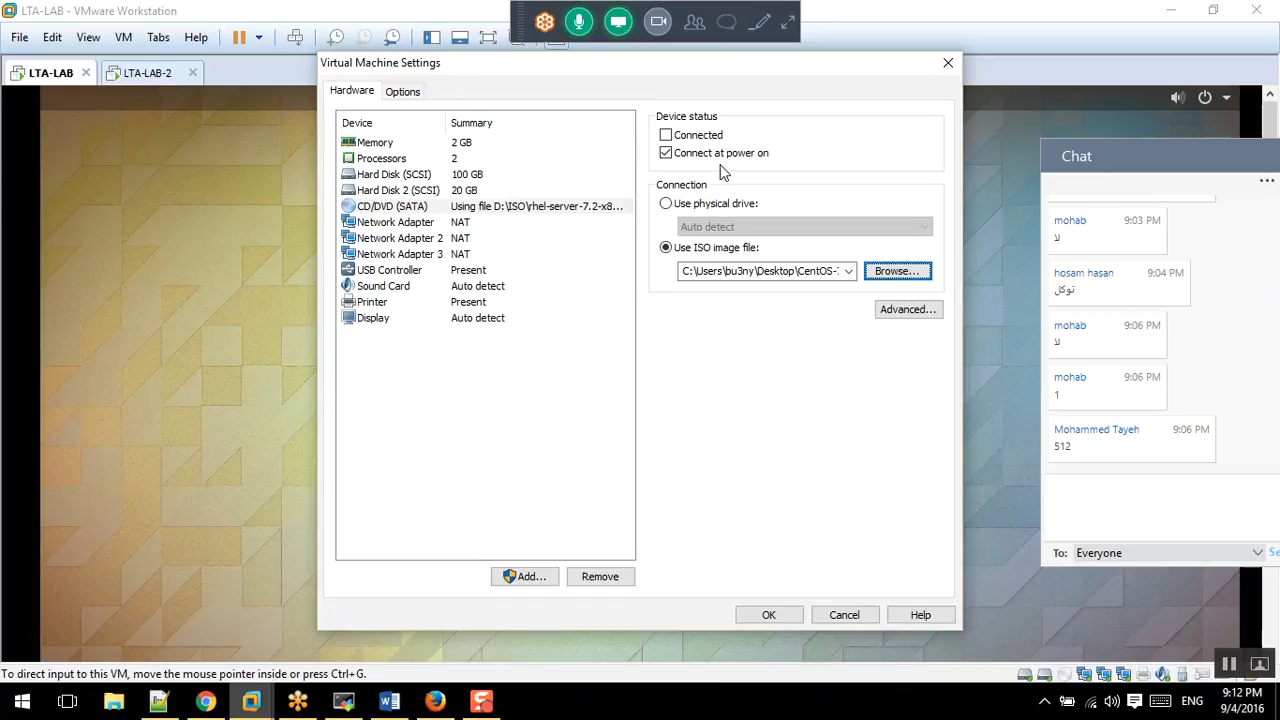 LTA-LAB - VMware Workstation
File Edit View VM Tabs Help
LTA-LAB
LTA-LAB-2
Virtual Machine Settings
Hardware Options
Device Summary
Memory 2 GB
Processors 2
Hard Disk (SCSI) 100 GB
Hard Disk 2 (SCSI) 20 GB
CD/DVD (SATA) Using file D:\ISO\rhel-server-7.2-x8...
Network Adapter NAT
Network Adapter 2 NAT
Network Adapter 3 NAT
USB Controller Present
Sound Card Auto detect
Printer Present
Display Auto detect
Add... Remove
Device status
Connected
Connect at power on
Connection
Use physical drive:
Auto detect
Use ISO image file:
C:\Users\bu3ny\Desktop\CentOS-
Browse...
Advanced...
OK Cancel Help
Chat
mohab 9:03 PM
لا
hosam hasan 9:04 PM
توكل
mohab 9:06 PM
لا
mohab 9:06 PM
1
Mohammed Tayeh 9:06 PM
512
To: Everyone
To direct input to this VM, move the mouse pointer inside or press Ctrl+G.
9:12 PM
9/4/2016